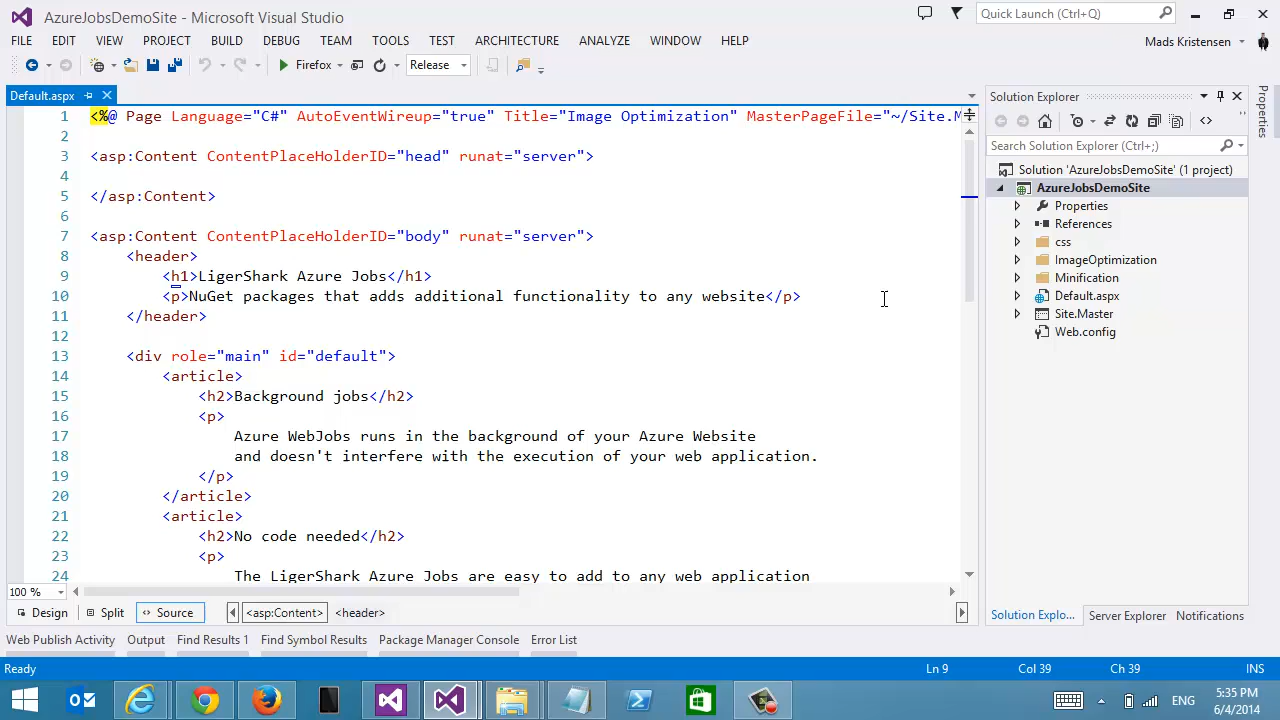 AzureJobsDemoSite - Microsoft Visual Studio
Quick Launch (Ctrl+Q)
FILE EDIT VIEW PROJECT BUILD DEBUG TEAM TOOLS TEST ARCHITECTURE ANALYZE WINDOW HELP
Mads Kristensen
Firefox
Release
Default.aspx
1 <%@ Page Language="C#" AutoEventWireup="true" Title="Image Optimization" MasterPageFile="~/Site.M
2
3 <asp:Content ContentPlaceHolderID="head" runat="server">
4
5 </asp:Content>
6
7 <asp:Content ContentPlaceHolderID="body" runat="server">
8 <header>
9 <h1>LigerShark Azure Jobs</h1>
10 <p>NuGet packages that adds additional functionality to any website</p>
11 </header>
12
13 <div role="main" id="default">
14 <article>
15 <h2>Background jobs</h2>
16 <p>
17 Azure WebJobs runs in the background of your Azure Website
18 and doesn't interfere with the execution of your web application.
19 </p>
20 </article>
21 <article>
22 <h2>No code needed</h2>
23 <p>
24 The LigerShark Azure Jobs are easy to add to any web application
100 %
Design Split Source <asp:Content> <header>
Solution Explorer
Search Solution Explorer (Ctrl+;)
Solution 'AzureJobsDemoSite' (1 project)
AzureJobsDemoSite
Properties
References
css
ImageOptimization
Minification
Default.aspx
Site.Master
Web.config
Solution Explo... Server Explorer Notifications
Properties
Web Publish Activity Output Find Results 1 Find Symbol Results Package Manager Console Error List
Ready Ln 9 Col 39 Ch 39 INS
ENG
5:35 PM
6/4/2014